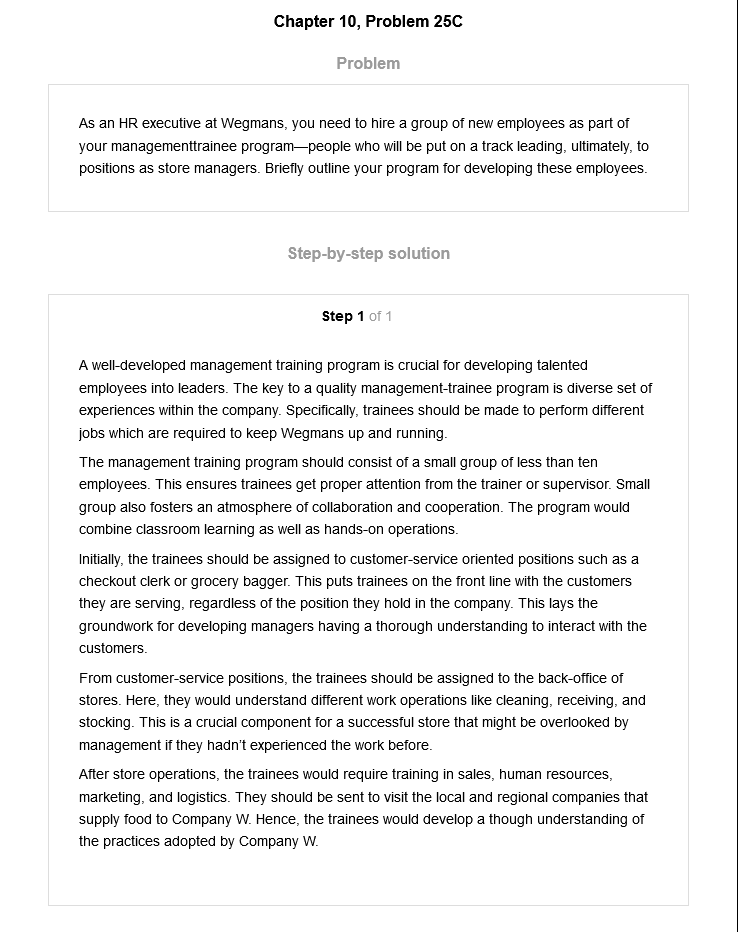 Chapter 10, Problem 25C
Problem
As an HR executive at Wegmans, you need to hire a group of new employees as part of
your managementtrainee program—people who will be put on a track leading, ultimately, to
positions as store managers. Briefly outline your program for developing these employees.
Step-by-step solution
Step 1 of 1
A well-developed management training program is crucial for developing talented
employees into leaders. The key to a quality management-trainee program is diverse set of
experiences within the company. Specifically, trainees should be made to perform different
jobs which are required to keep Wegmans up and running.
The management training program should consist of a small group of less than ten
employees. This ensures trainees get proper attention from the trainer or supervisor. Small
group also fosters an atmosphere of collaboration and cooperation. The program would
combine classroom learning as well as hands-on operations.
Initially, the trainees should be assigned to customer-service oriented positions such as a
checkout clerk or grocery bagger. This puts trainees on the front line with the customers
they are serving, regardless of the position they hold in the company. This lays the
groundwork for developing managers having a thorough understanding to interact with the
customers.
From customer-service positions, the trainees should be assigned to the back-office of
stores. Here, they would understand different work operations like cleaning, receiving, and
stocking. This is a crucial component for a successful store that might be overlooked by
management if they hadn't experienced the work before.
After store operations, the trainees would require training in sales, human resources,
marketing, and logistics. They should be sent to visit the local and regional companies that
supply food to Company W. Hence, the trainees would develop a though understanding of
the practices adopted by Company W.